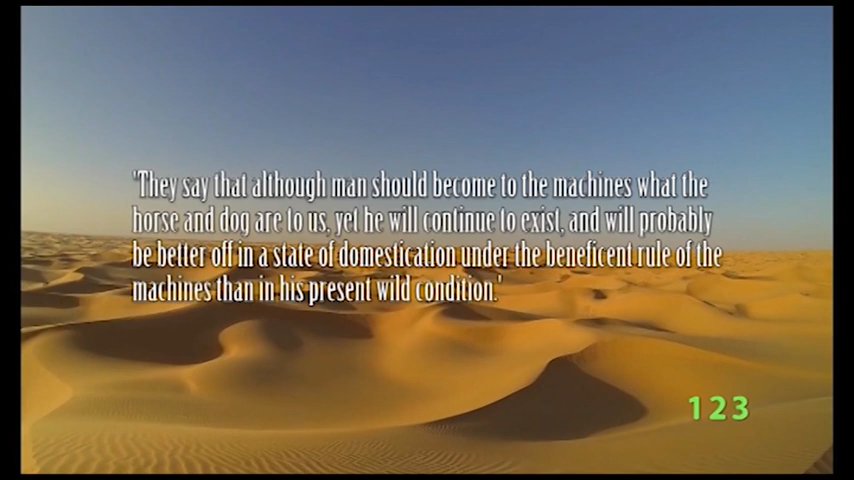 'They say that although man should become to the machines what the
horse and dog are to us, yet he will continue to exist, and will probably
be better off in a state of domestication under the beneficent rule of the
machines than in his present wild condition.'
123